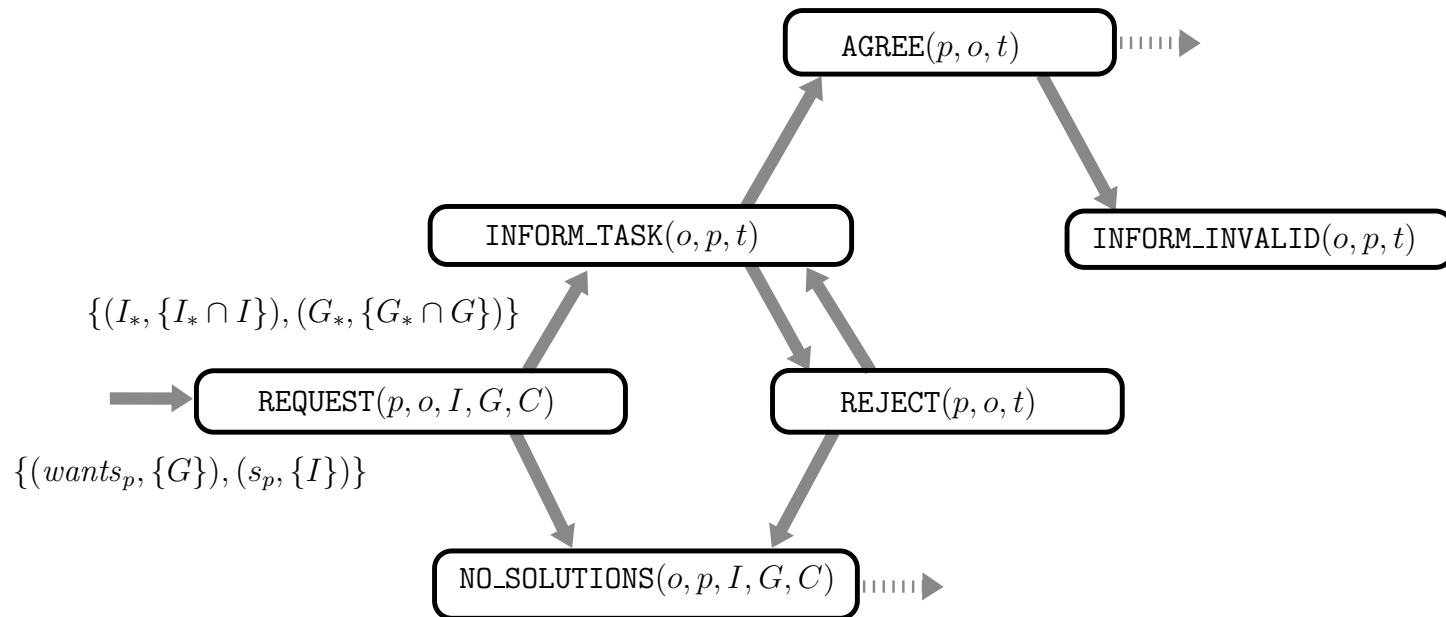 AGREE(p, o, t)
INFORM_TASK(o, p, t)
INFORM_INVALID(o, p, t)
{(I_*, {I_* ∩ I}), (G_*, {G_* ∩ G})}
REQUEST(p, o, I, G, C)
REJECT(p, o, t)
{(wants_p, {G}), (s_p, {I})}
NO_SOLUTIONS(o, p, I, G, C)